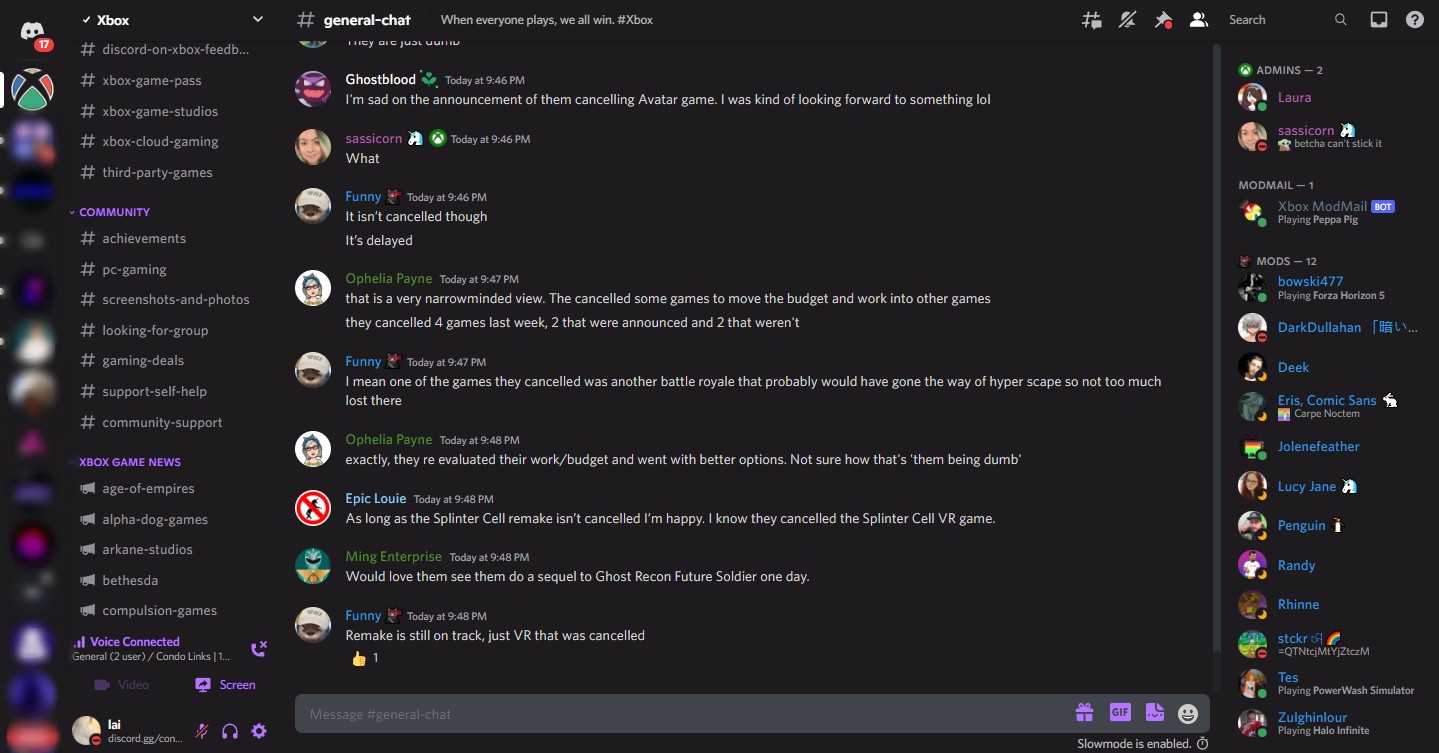 17
Xbox
discord-on-xbox-feedb...
xbox-game-pass
xbox-game-studios
xbox-cloud-gaming
third-party-games
COMMUNITY
achievements
pc-gaming
screenshots-and-photos
looking-for-group
gaming-deals
support-self-help
community-support
XBOX GAME NEWS
age-of-empires
alpha-dog-games
arkane-studios
bethesda
compulsion-games
Voice Connected
General (2 user) / Condo Links | 1...
Video Screen
lai
discord.gg/con...
general-chat When everyone plays, we all win. #Xbox Search
They are just dumb
Ghostblood Today at 9:46 PM
I'm sad on the announcement of them cancelling Avatar game. I was kind of looking forward to something lol
sassicorn Today at 9:46 PM
What
Funny Today at 9:46 PM
It isn't cancelled though
It's delayed
Ophelia Payne Today at 9:47 PM
that is a very narrowminded view. The cancelled some games to move the budget and work into other games
they cancelled 4 games last week, 2 that were announced and 2 that weren't
Funny Today at 9:47 PM
I mean one of the games they cancelled was another battle royale that probably would have gone the way of hyper scape so not too much
lost there
Ophelia Payne Today at 9:48 PM
exactly, they re evaluated their work/budget and went with better options. Not sure how that's 'them being dumb'
Epic Louie Today at 9:48 PM
As long as the Splinter Cell remake isn't cancelled I'm happy. I know they cancelled the Splinter Cell VR game.
Ming Enterprise Today at 9:48 PM
Would love them see them do a sequel to Ghost Recon Future Soldier one day.
Funny Today at 9:48 PM
Remake is still on track, just VR that was cancelled
👍 1
Message #general-chat
GIF
Slowmode is enabled.
ADMINS — 2
Laura
sassicorn
betcha can't stick it
MODMAIL — 1
Xbox ModMail BOT
Playing Peppa Pig
MODS — 12
bowski477
Playing Forza Horizon 5
DarkDullahan 「暗い...
Deek
Eris, Comic Sans
Carpe Noctem
Jolenefeather
Lucy Jane
Penguin
Randy
Rhinne
stckr
=QTNtcjMtYjZtczM
Tes
Playing PowerWash Simulator
Zulghinlour
Playing Halo Infinite